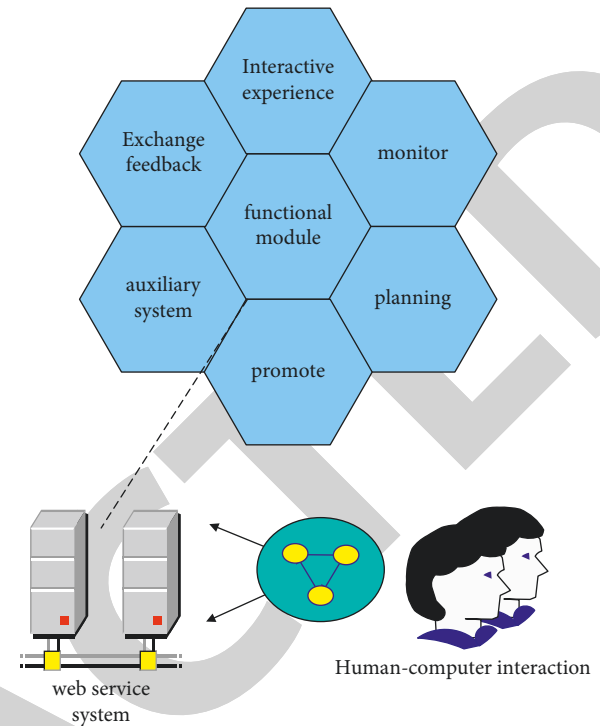 Interactive
experience
Exchange
feedback
monitor
functional
module
auxiliary
system
planning
promote
Human-computer interaction
web service
system